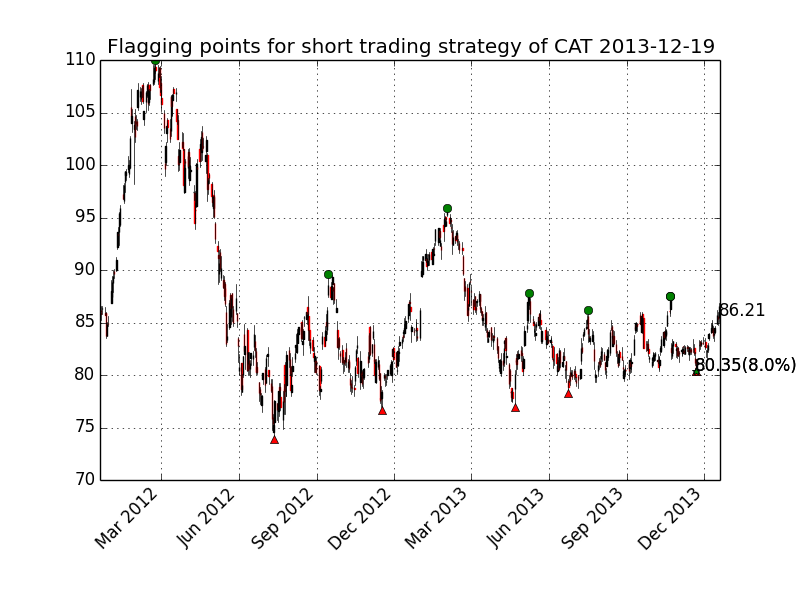 Flagging points for short trading strategy of CAT 2013-12-19
110
105
100
95
90
85
80
75
70
86.21
80.35(8.0%)
Mar 2012
Jun 2012
Sep 2012
Dec 2012
Mar 2013
Jun 2013
Sep 2013
Dec 2013